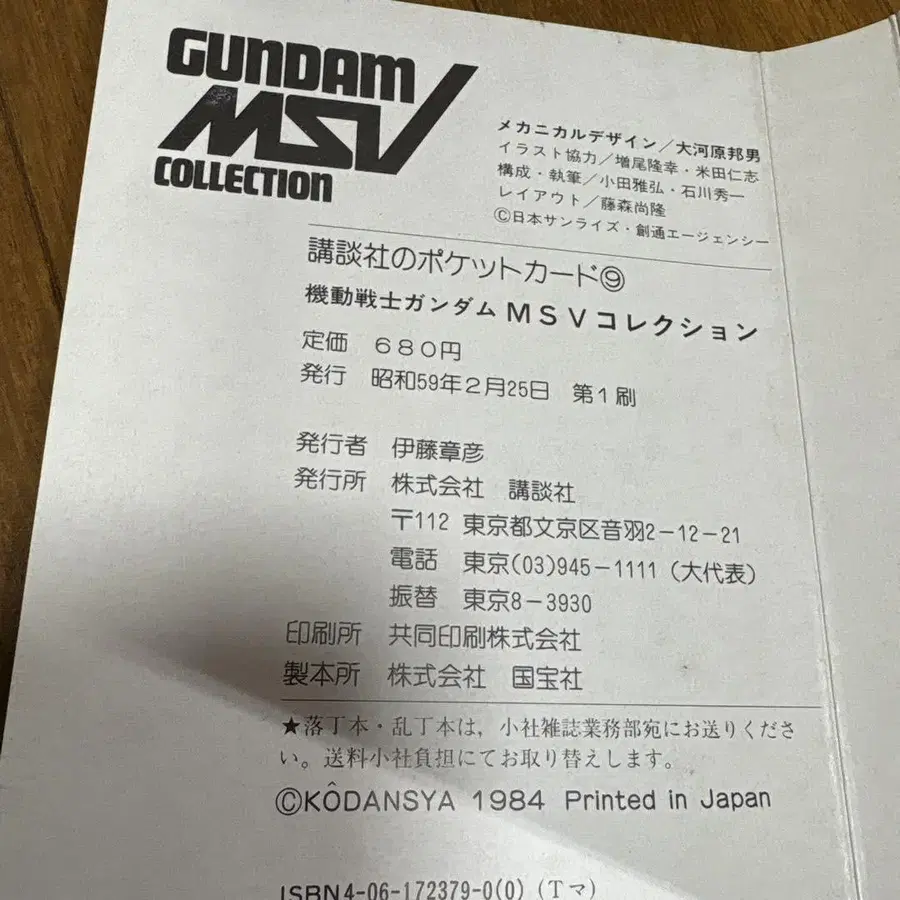 GUNDAM
MSV
COLLECTION
メカニカルデザイン／大河原邦男
イラスト協力／増尾隆幸・米田仁志
構成・執筆／小田雅弘・石川秀一
レイアウト／藤森尚隆
Ⓒ日本サンライズ・創通エージェンシー
講談社のポケットカード⑨
機動戦士ガンダムＭＳＶコレクション
定価 ６８０円
発行 昭和59年２月25日 第１刷
発行者 伊藤章彦
発行所 株式会社 講談社
〒112 東京都文京区音羽2−12−21
電話 東京(03)945−1111（大代表）
振替 東京8−3930
印刷所 共同印刷株式会社
製本所 株式会社 国宝社
★落丁本・乱丁本は，小社雑誌業務部宛にお送りくださ
い。送料小社負担にてお取り替えします。
ⒸKÔDANSYA 1984 Printed in Japan
ISBN4-06-172379-0(0)（Ｔマ）